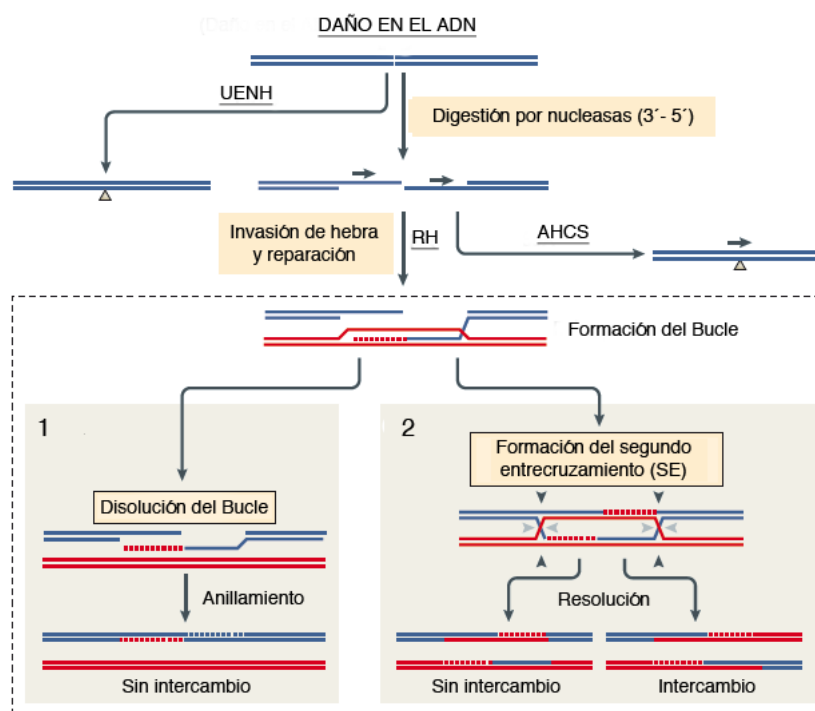 DAÑO EN EL ADN
UENH
Digestión por nucleasas (3´- 5´)
Invasión de hebra
y reparación
RH
AHCS
Formación del Bucle
1
2
Formación del segundo
entrecruzamiento (SE)
Disolución del Bucle
Anillamiento
Resolución
Sin intercambio
Sin intercambio
Intercambio